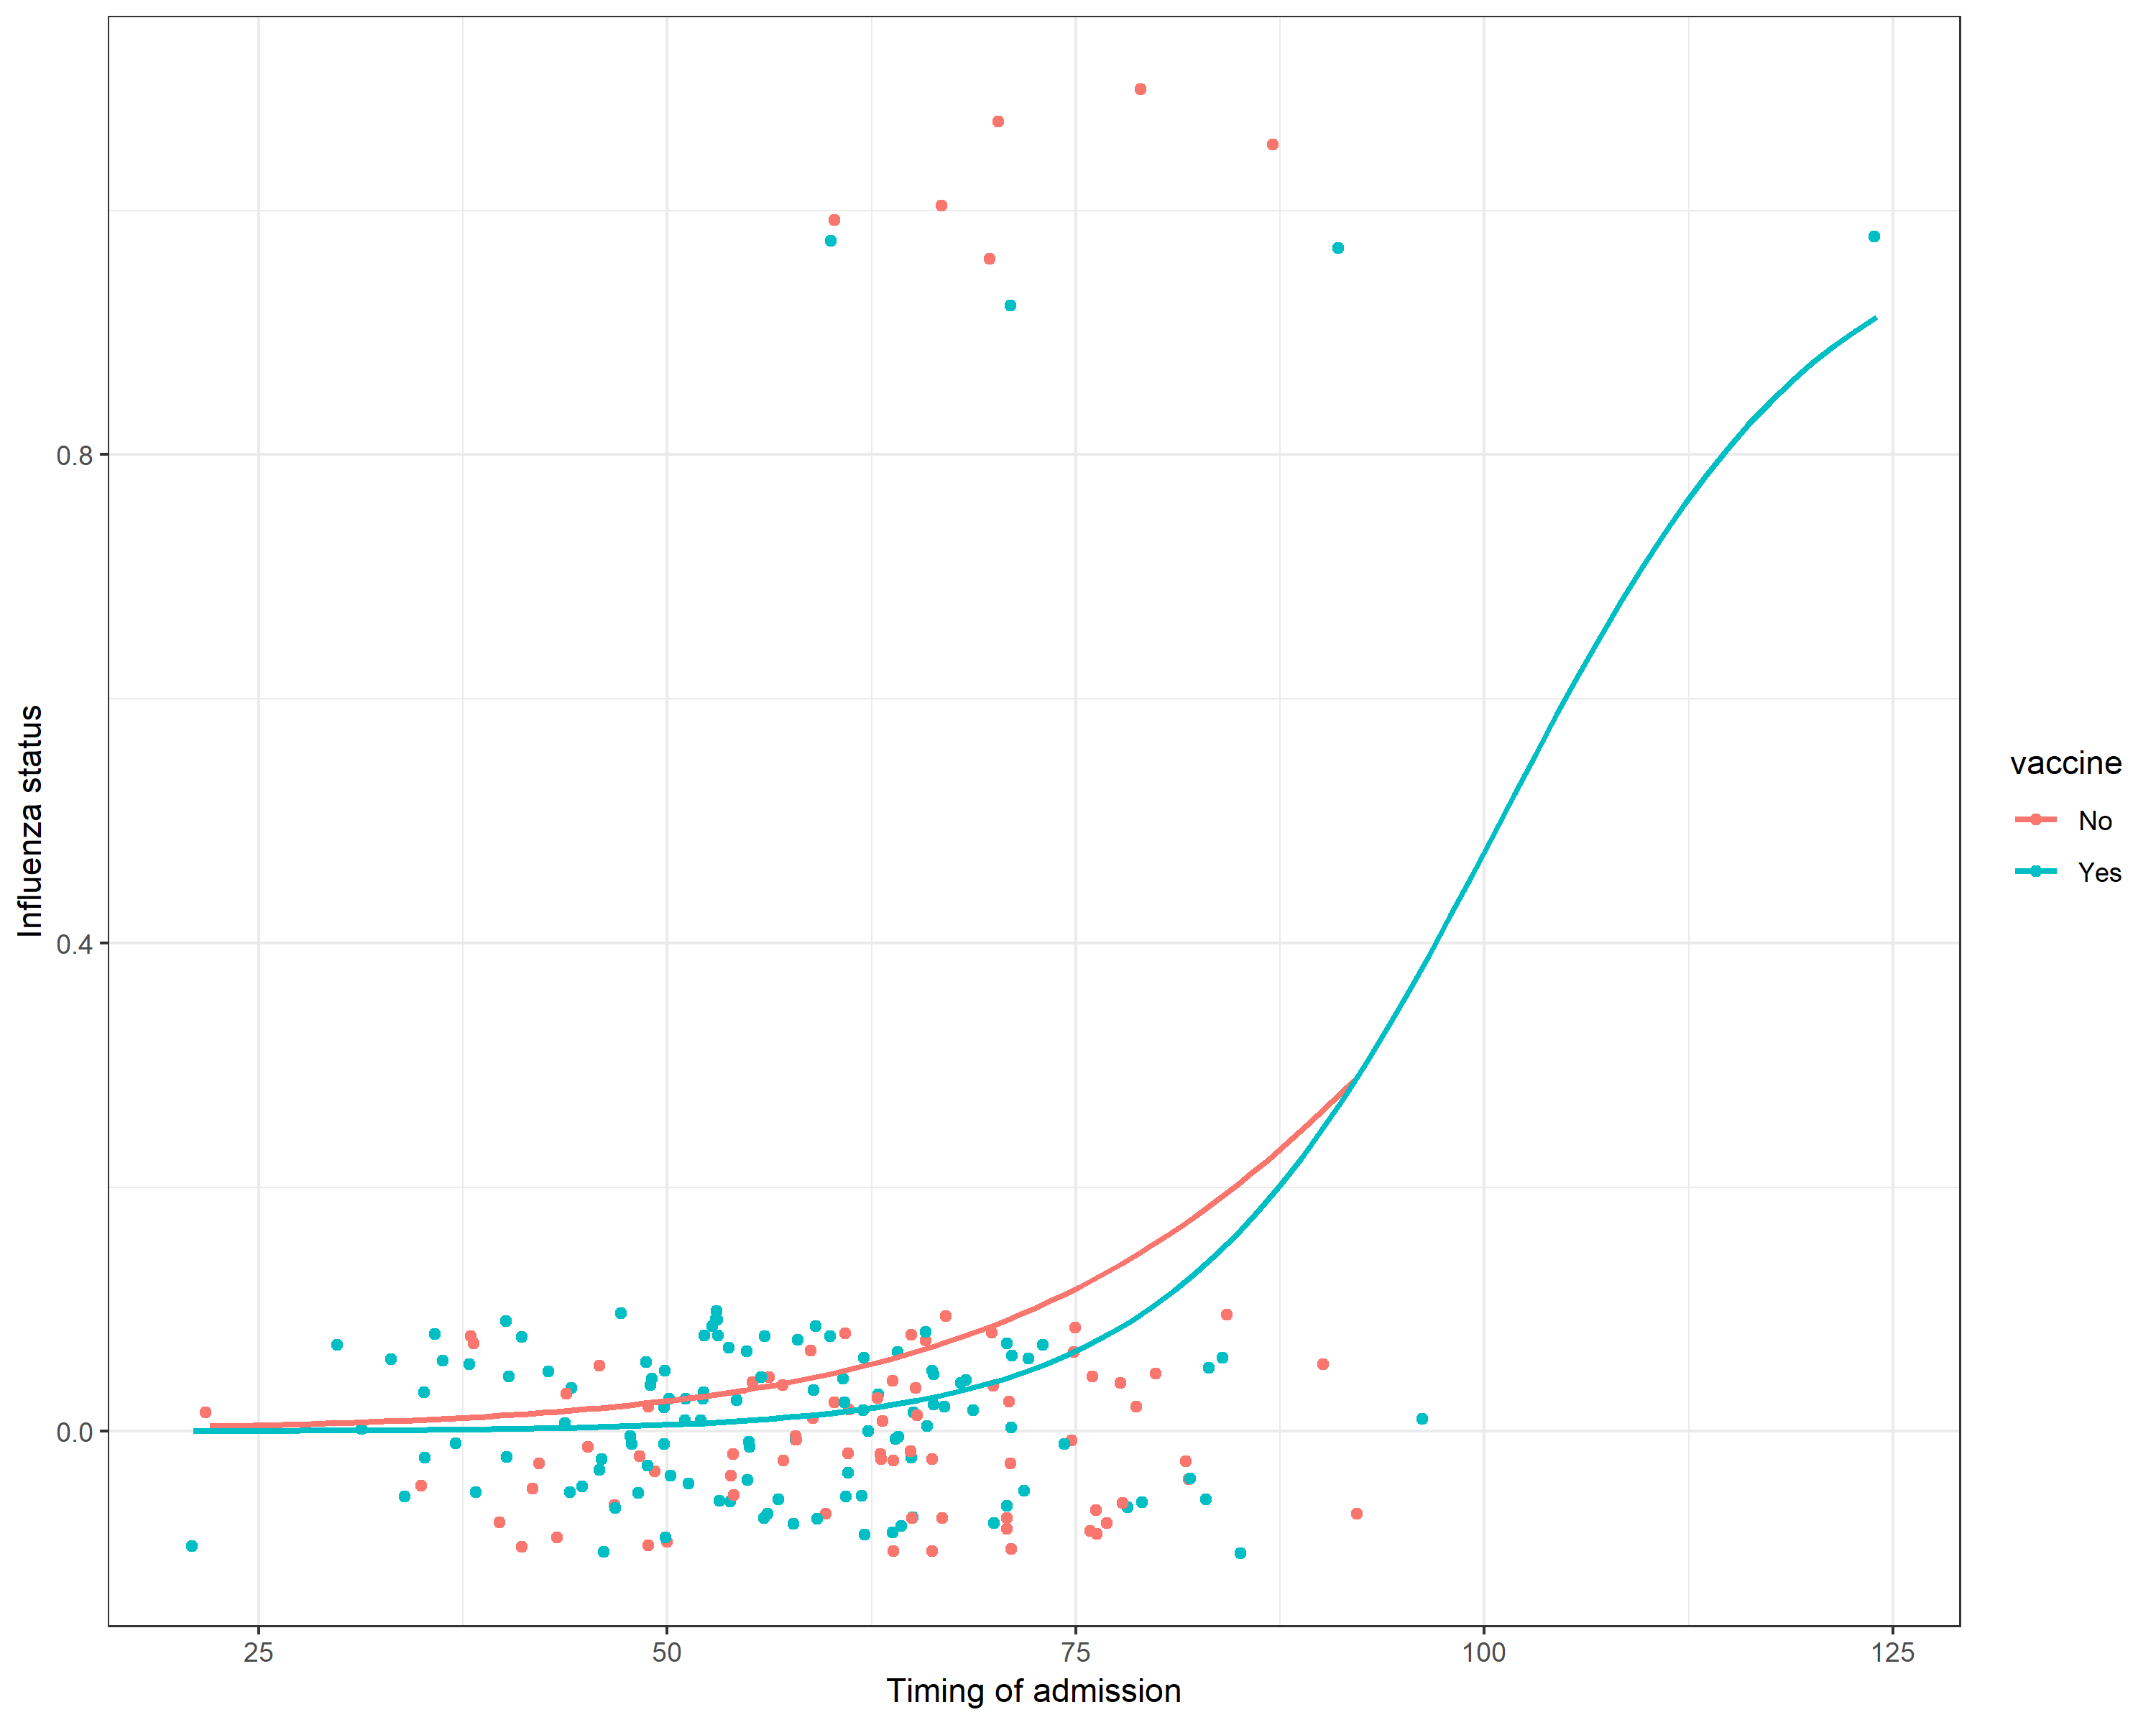 Influenza status
0.8
0.4
0.0
25 50 75 100 125
Timing of admission
vaccine
No
Yes